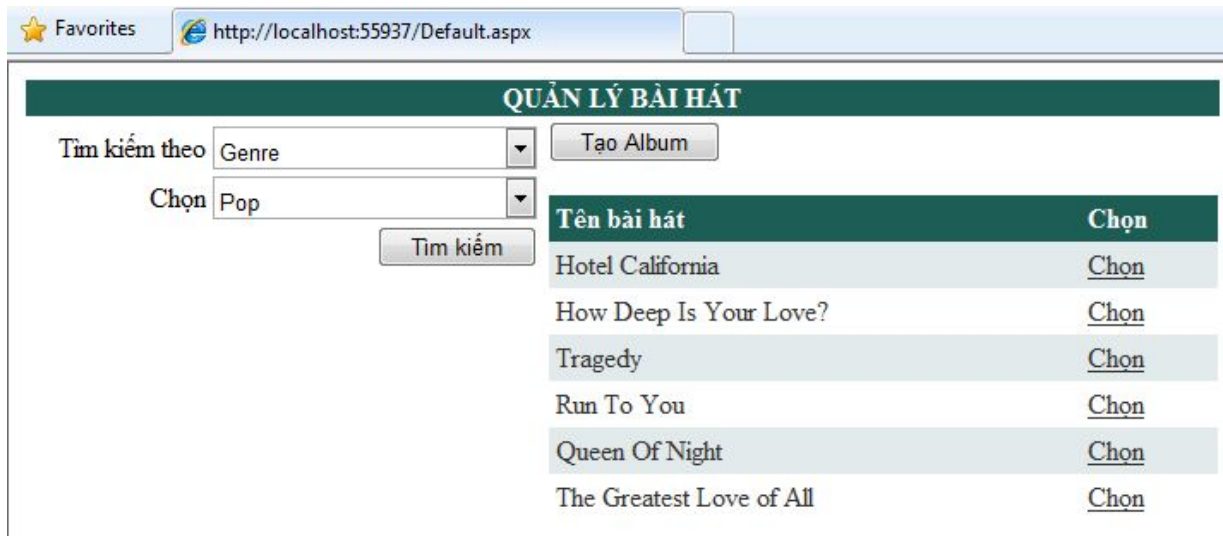 Favorites http://localhost:55937/Default.aspx
QUẢN LÝ BÀI HÁT
Tìm kiếm theo Genre Tạo Album
Chọn Pop
Tìm kiếm
Tên bài hát Chọn
Hotel California Chọn
How Deep Is Your Love? Chọn
Tragedy Chọn
Run To You Chọn
Queen Of Night Chọn
The Greatest Love of All Chọn